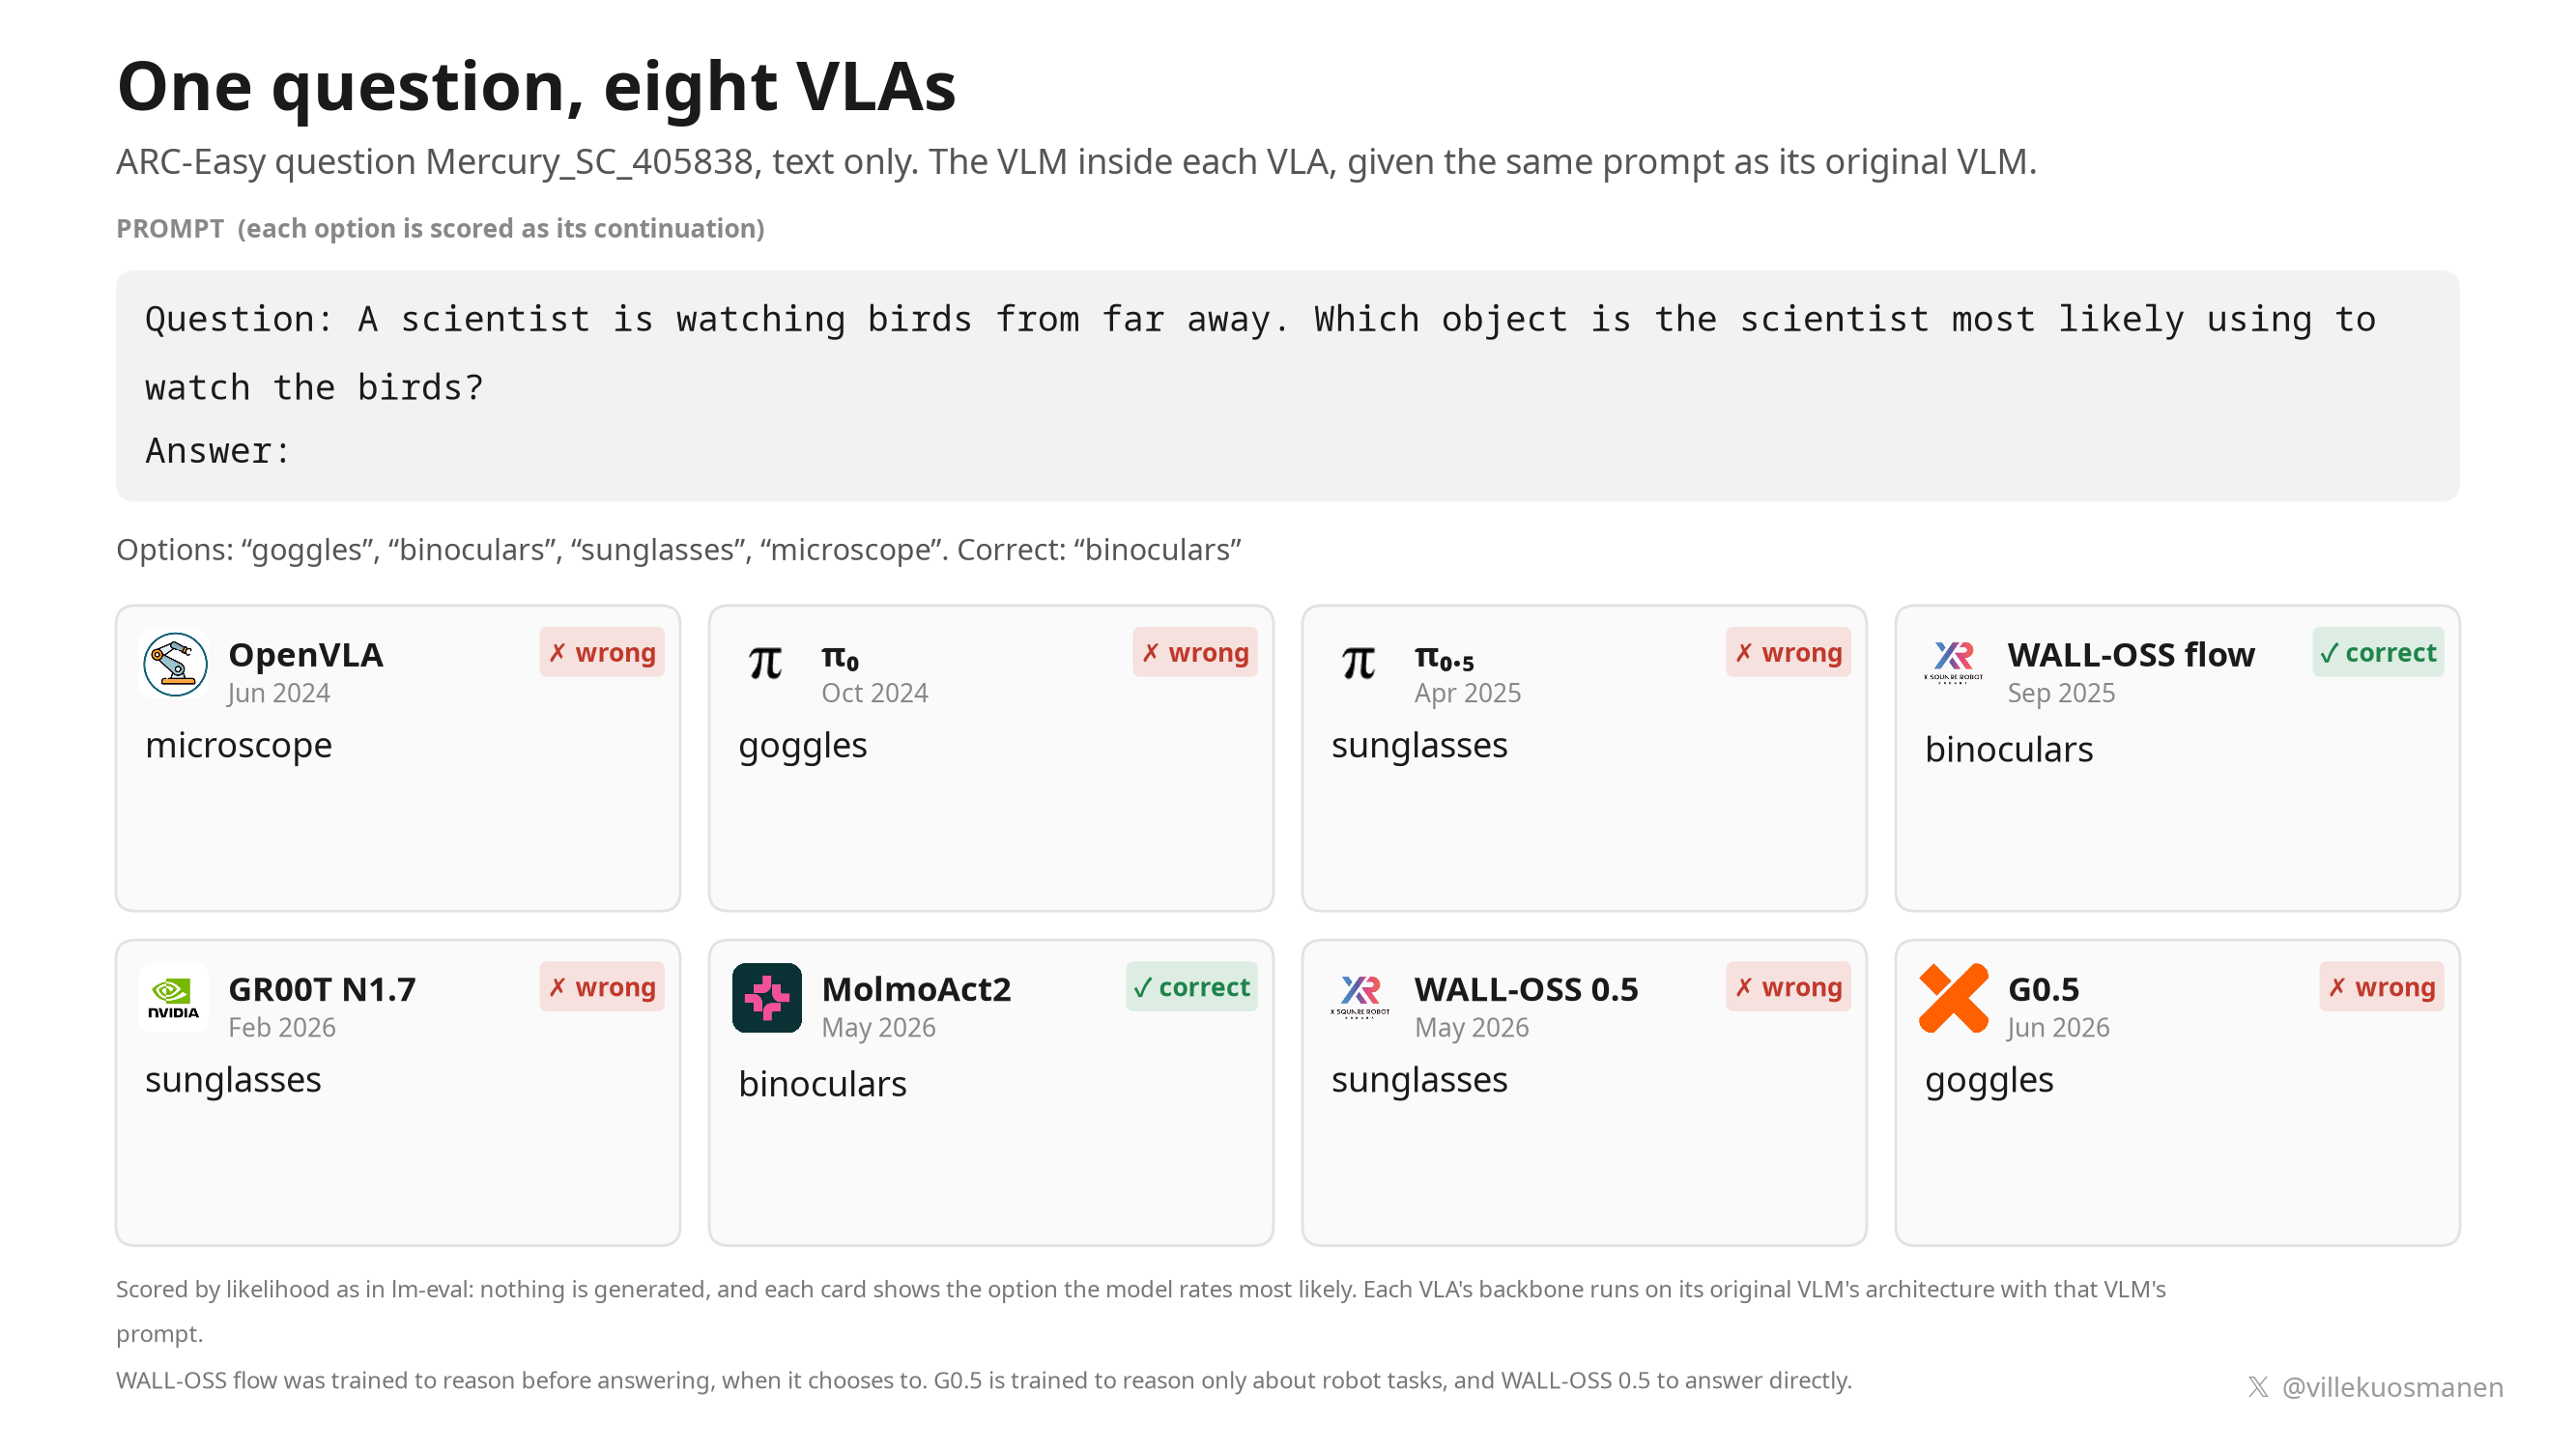 One question, eight VLAs
ARC-Easy question Mercury_SC_405838, text only. The VLM inside each VLA, given the same prompt as its original VLM.
PROMPT (each option is scored as its continuation)
Question: A scientist is watching birds from far away. Which object is the scientist most likely using to
watch the birds?
Answer:
Options: “goggles”, “binoculars”, “sunglasses”, “microscope”. Correct: “binoculars”
OpenVLA
✗ wrong
Jun 2024
microscope
π
π₀
✗ wrong
Oct 2024
goggles
π
π₀.₅
✗ wrong
Apr 2025
sunglasses
XR
X SQUARE ROBOT
WALL-OSS flow
✓ correct
Sep 2025
binoculars
NVIDIA
GR00T N1.7
✗ wrong
Feb 2026
sunglasses
MolmoAct2
✓ correct
May 2026
binoculars
XR
X SQUARE ROBOT
WALL-OSS 0.5
✗ wrong
May 2026
sunglasses
G0.5
✗ wrong
Jun 2026
goggles
Scored by likelihood as in lm-eval: nothing is generated, and each card shows the option the model rates most likely. Each VLA's backbone runs on its original VLM's architecture with that VLM's
prompt.
WALL-OSS flow was trained to reason before answering, when it chooses to. G0.5 is trained to reason only about robot tasks, and WALL-OSS 0.5 to answer directly.
𝕏 @villekuosmanen